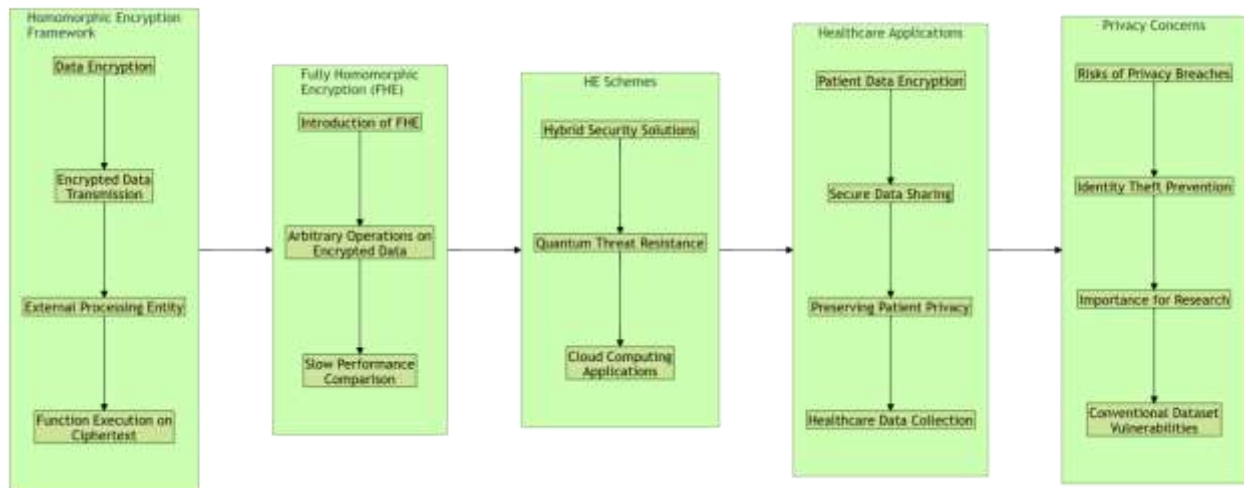 Homomorphic Encryption
Framework
Data Encryption
Encrypted Data
Transmission
External Processing Entity
Function Execution on
Ciphertext
Fully Homomorphic
Encryption (FHE)
Introduction of FHE
Arbitrary Operations on
Encrypted Data
Slow Performance
Comparison
HE Schemes
Hybrid Security Solutions
Quantum Threat Resistance
Cloud Computing
Applications
Healthcare Applications
Patient Data Encryption
Secure Data Sharing
Preserving Patient Privacy
Healthcare Data Collection
Privacy Concerns
Risks of Privacy Breaches
Identity Theft Prevention
Importance for Research
Conventional Dataset
Vulnerabilities